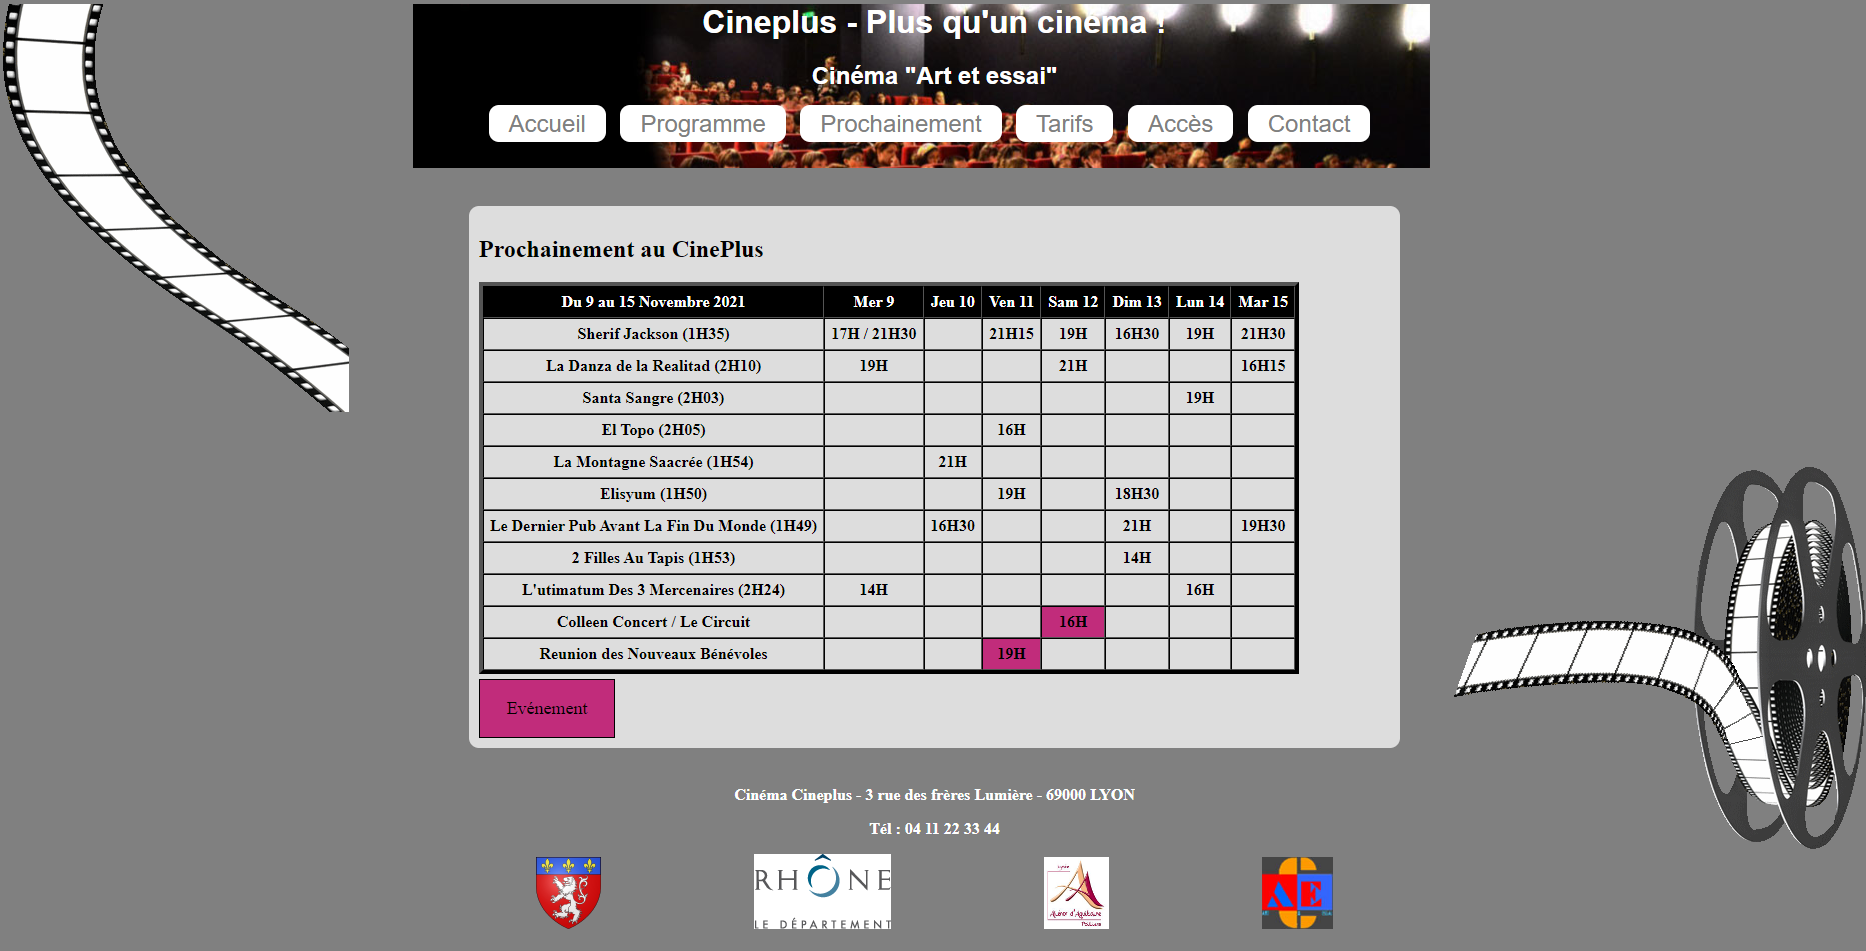 Cineplus - Plus qu'un cinéma !
Cinéma "Art et essai"
Accueil Programme Prochainement Tarifs Accès Contact
Prochainement au CinePlus
Du 9 au 15 Novembre 2021 Mer 9 Jeu 10 Ven 11 Sam 12 Dim 13 Lun 14 Mar 15
Sherif Jackson (1H35) 17H / 21H30 21H15 19H 16H30 19H 21H30
La Danza de la Realitad (2H10) 19H 21H 16H15
Santa Sangre (2H03) 19H
El Topo (2H05) 16H
La Montagne Saacrée (1H54) 21H
Elisyum (1H50) 19H 18H30
Le Dernier Pub Avant La Fin Du Monde (1H49) 16H30 21H 19H30
2 Filles Au Tapis (1H53) 14H
L'utimatum Des 3 Mercenaires (2H24) 14H 16H
Colleen Concert / Le Circuit 16H
Reunion des Nouveaux Bénévoles 19H
Evénement
Cinéma Cineplus - 3 rue des frères Lumière - 69000 LYON
Tél : 04 11 22 33 44
RHÔNE
LE DÉPARTEMENT
Lycée
Aliénor d'Aquitaine
Poitiers
AE